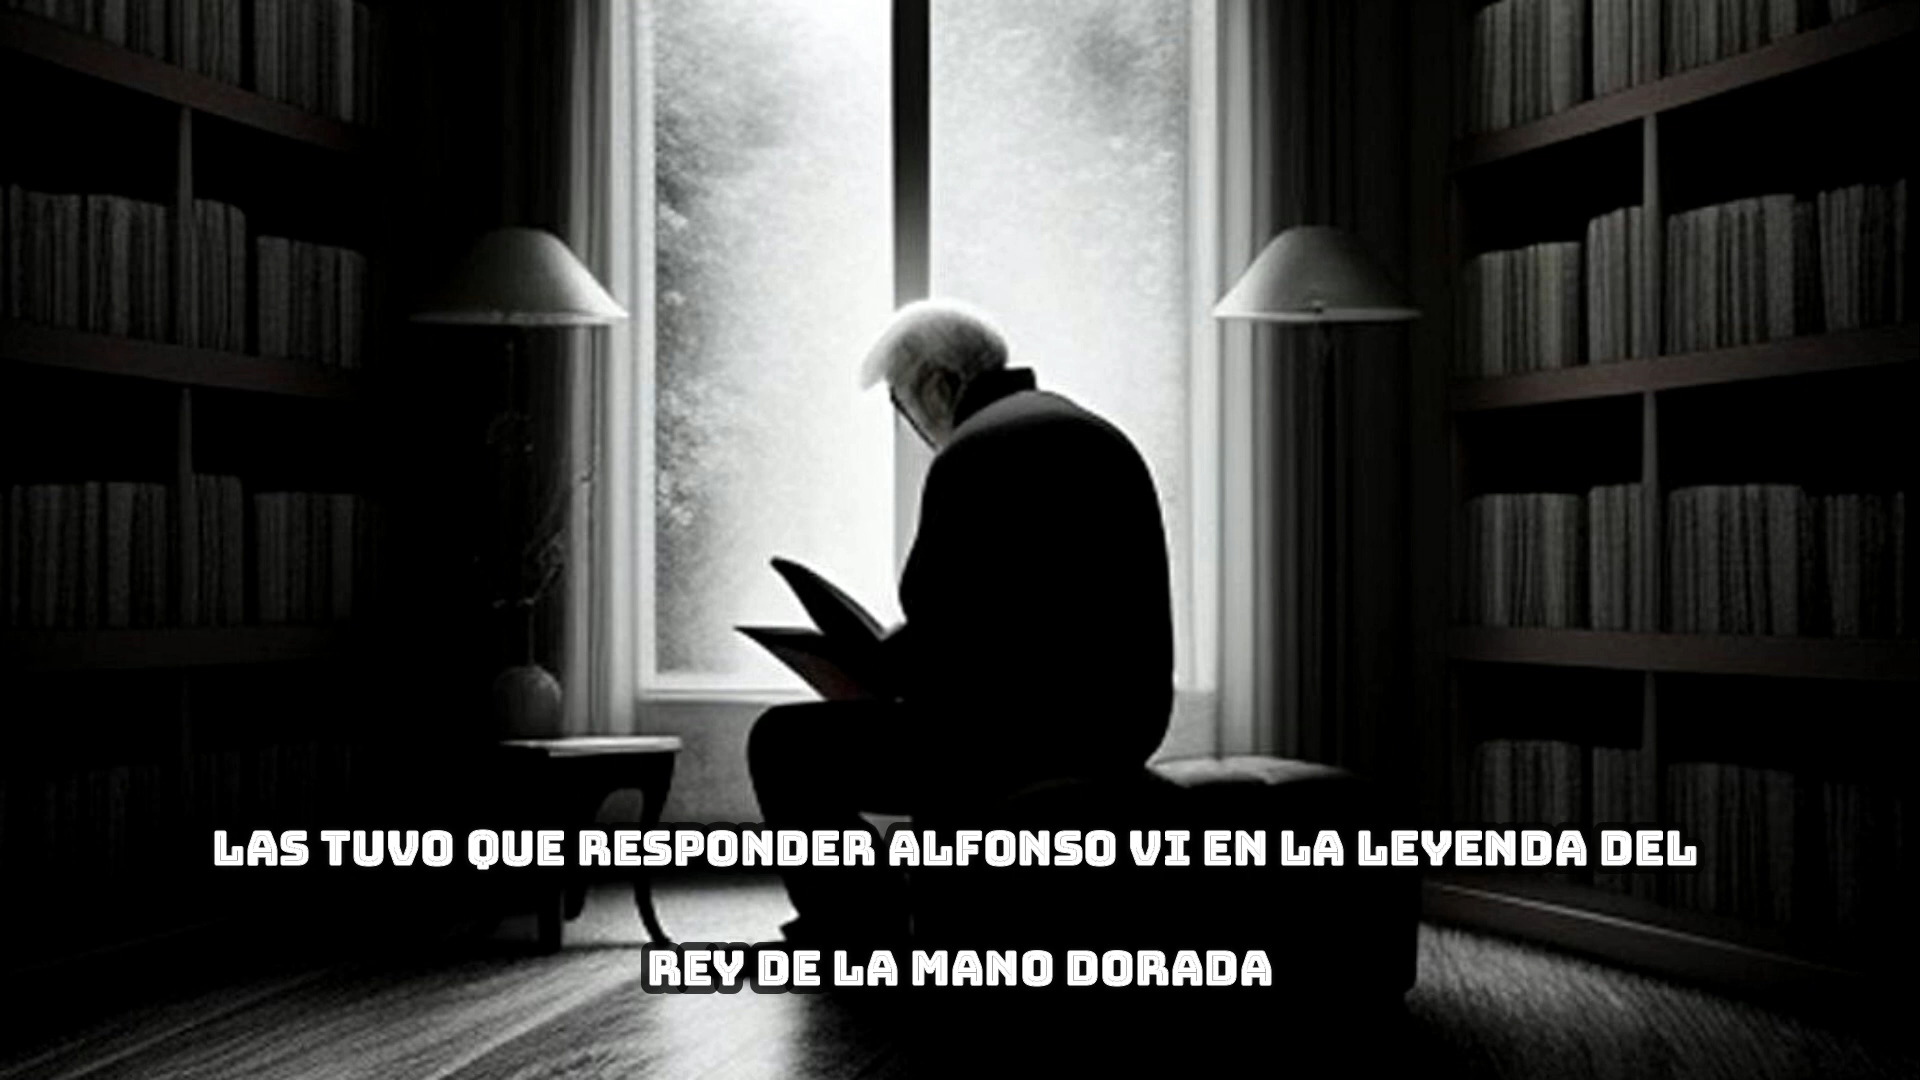 LAS TUVO QUE RESPONDER ALFONSO VI EN LA LEYENDA DEL
REY DE LA MANO DORADA